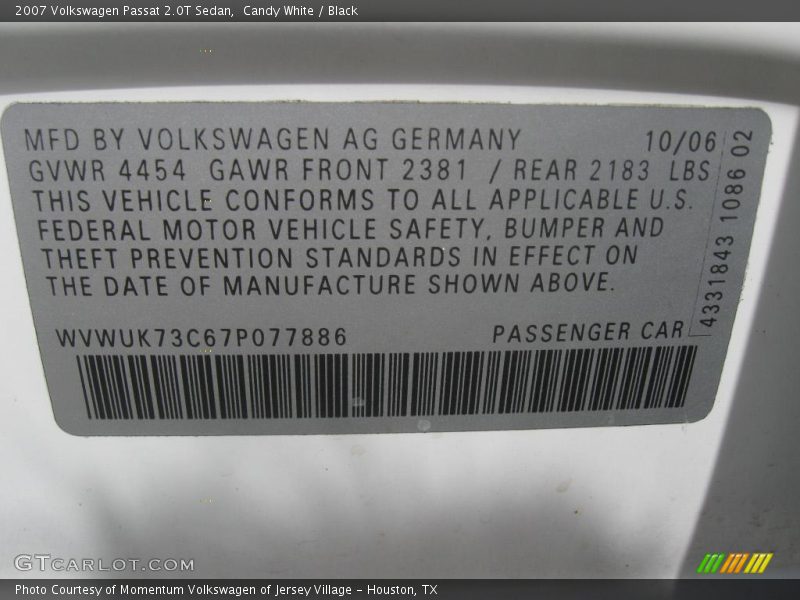 2007 Volkswagen Passat 2.0T Sedan, Candy White / Black
MFD BY VOLKSWAGEN AG GERMANY 10/06
GVWR 4454 GAWR FRONT 2381 / REAR 2183 LBS
THIS VEHICLE CONFORMS TO ALL APPLICABLE U.S.
FEDERAL MOTOR VEHICLE SAFETY, BUMPER AND
THEFT PREVENTION STANDARDS IN EFFECT ON
THE DATE OF MANUFACTURE SHOWN ABOVE.
4331843 1086 02
WVWUK73C67P077886 PASSENGER CAR
GTCARLOT.COM
Photo Courtesy of Momentum Volkswagen of Jersey Village - Houston, TX